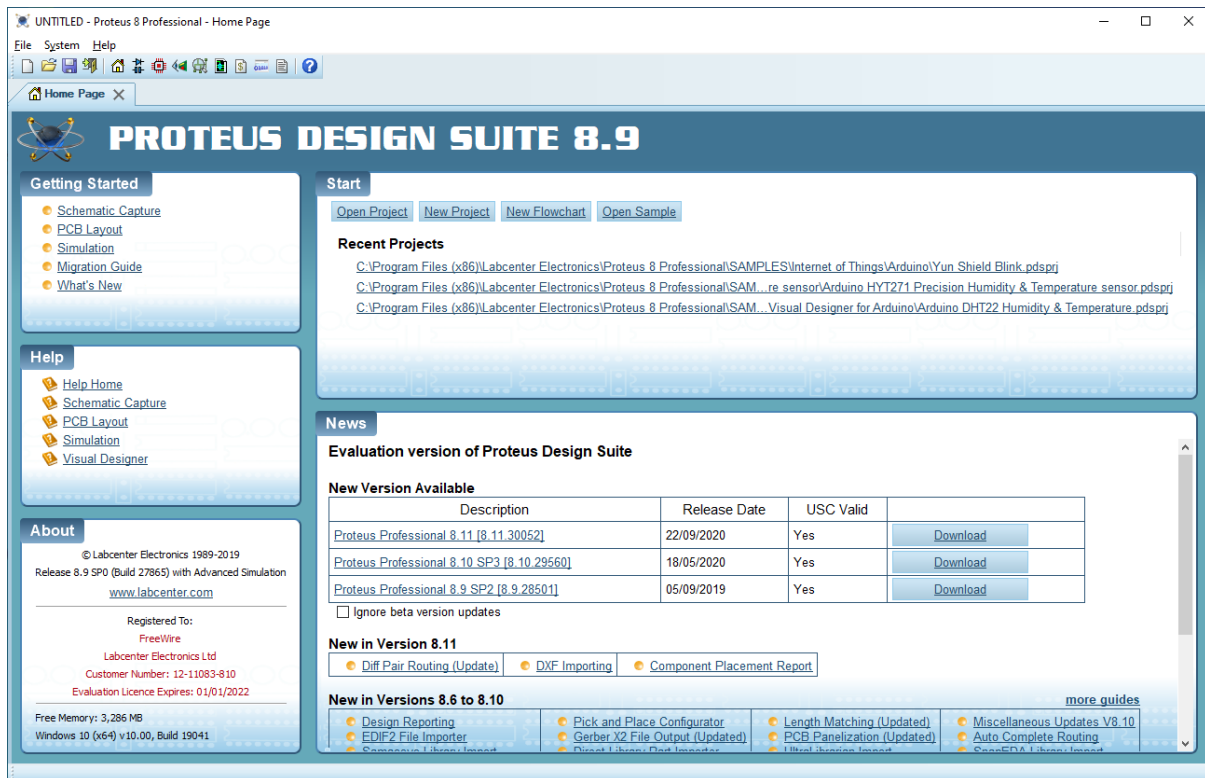 UNTITLED - Proteus 8 Professional - Home Page
File System Help
Home Page
PROTEUS DESIGN SUITE 8.9
Getting Started
Schematic Capture
PCB Layout
Simulation
Migration Guide
What's New
Help
Help Home
Schematic Capture
PCB Layout
Simulation
Visual Designer
About
© Labcenter Electronics 1989-2019
Release 8.9 SP0 (Build 27865) with Advanced Simulation
www.labcenter.com
Registered To:
FreeWire
Labcenter Electronics Ltd
Customer Number: 12-11083-810
Evaluation Licence Expires: 01/01/2022
Free Memory: 3,286 MB
Windows 10 (x64) v10.00, Build 19041
Start
Open Project New Project New Flowchart Open Sample
Recent Projects
C:\Program Files (x86)\Labcenter Electronics\Proteus 8 Professional\SAMPLES\Internet of Things\Arduino\Yun Shield Blink.pdsprj
C:\Program Files (x86)\Labcenter Electronics\Proteus 8 Professional\SAM...re sensor\Arduino HYT271 Precision Humidity & Temperature sensor.pdsprj
C:\Program Files (x86)\Labcenter Electronics\Proteus 8 Professional\SAM...Visual Designer for Arduino\Arduino DHT22 Humidity & Temperature.pdsprj
News
Evaluation version of Proteus Design Suite
New Version Available
Description Release Date USC Valid
Proteus Professional 8.11 [8.11.30052] 22/09/2020 Yes Download
Proteus Professional 8.10 SP3 [8.10.29560] 18/05/2020 Yes Download
Proteus Professional 8.9 SP2 [8.9.28501] 05/09/2019 Yes Download
Ignore beta version updates
New in Version 8.11
Diff Pair Routing (Update) DXF Importing Component Placement Report
New in Versions 8.6 to 8.10 more guides
Design Reporting Pick and Place Configurator Length Matching (Updated) Miscellaneous Updates V8.10
EDIF2 File Importer Gerber X2 File Output (Updated) PCB Panelization (Updated) Auto Complete Routing